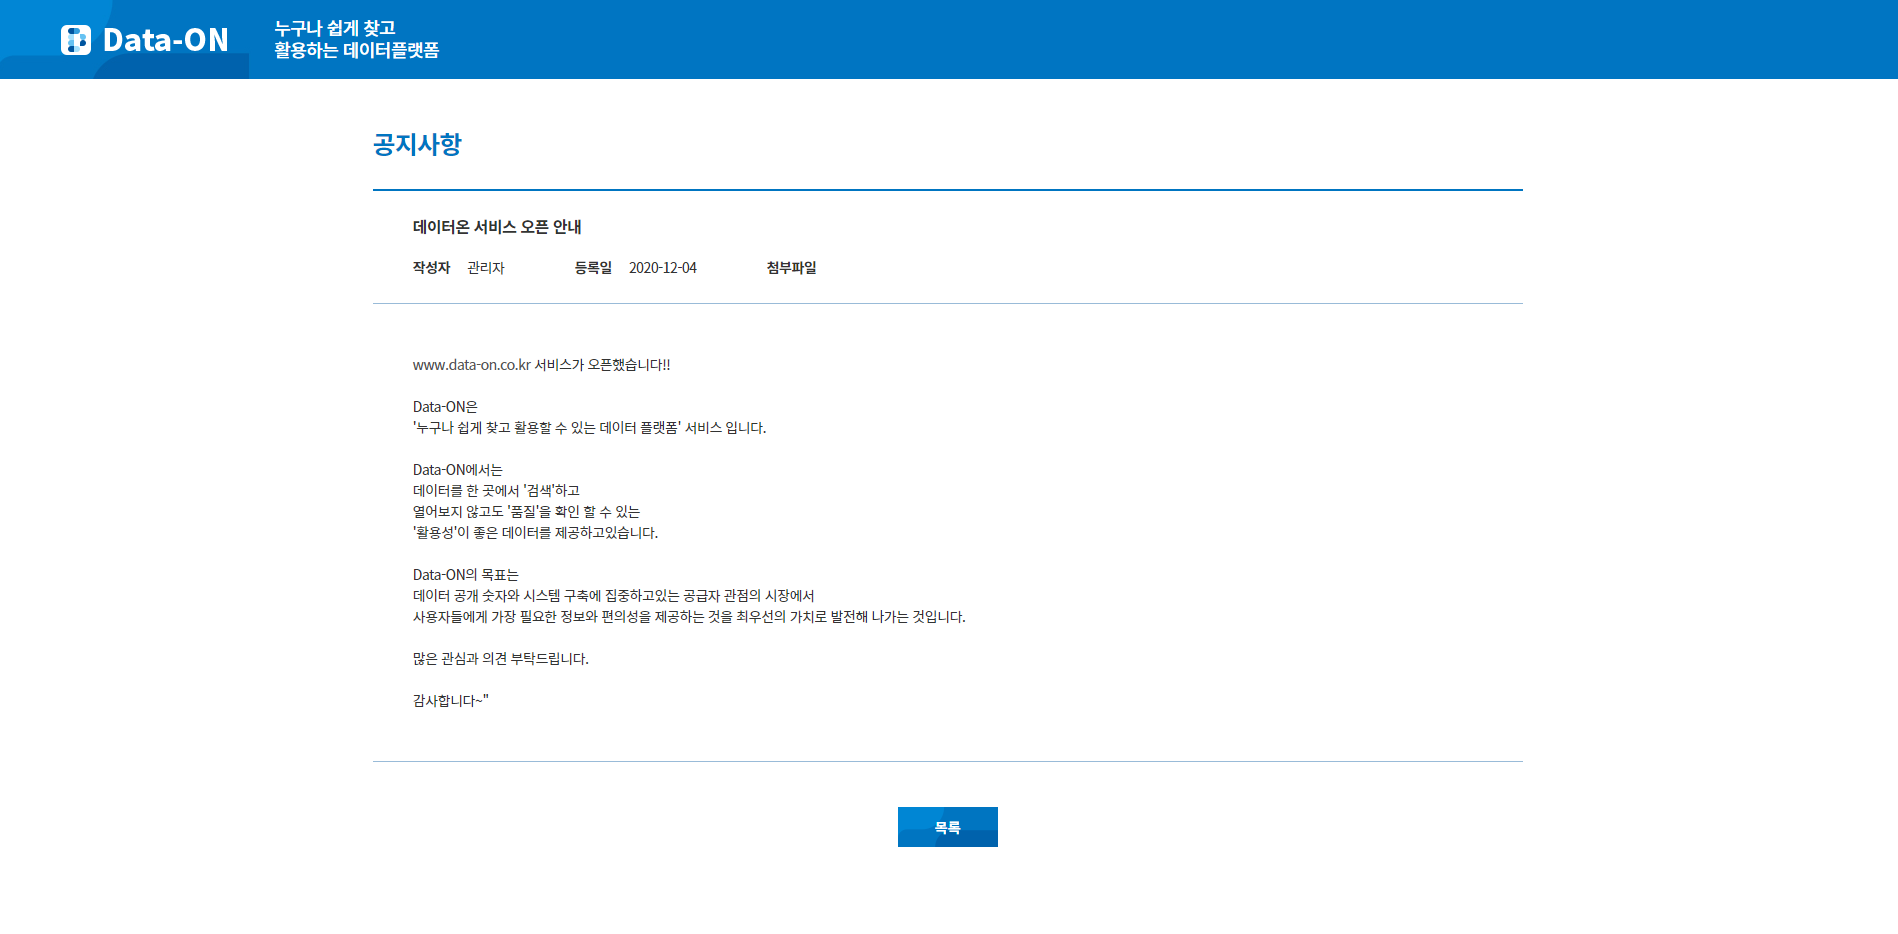 Data-ON
누구나 쉽게 찾고
활용하는 데이터플랫폼
공지사항
데이터온 서비스 오픈 안내
작성자 관리자 등록일 2020-12-04 첨부파일
www.data-on.co.kr 서비스가 오픈했습니다!!
Data-ON은
'누구나 쉽게 찾고 활용할 수 있는 데이터 플랫폼' 서비스 입니다.
Data-ON에서는
데이터를 한 곳에서 '검색'하고
열어보지 않고도 '품질'을 확인 할 수 있는
'활용성'이 좋은 데이터를 제공하고있습니다.
Data-ON의 목표는
데이터 공개 숫자와 시스템 구축에 집중하고있는 공급자 관점의 시장에서
사용자들에게 가장 필요한 정보와 편의성을 제공하는 것을 최우선의 가치로 발전해 나가는 것입니다.
많은 관심과 의견 부탁드립니다.
감사합니다~"
목록